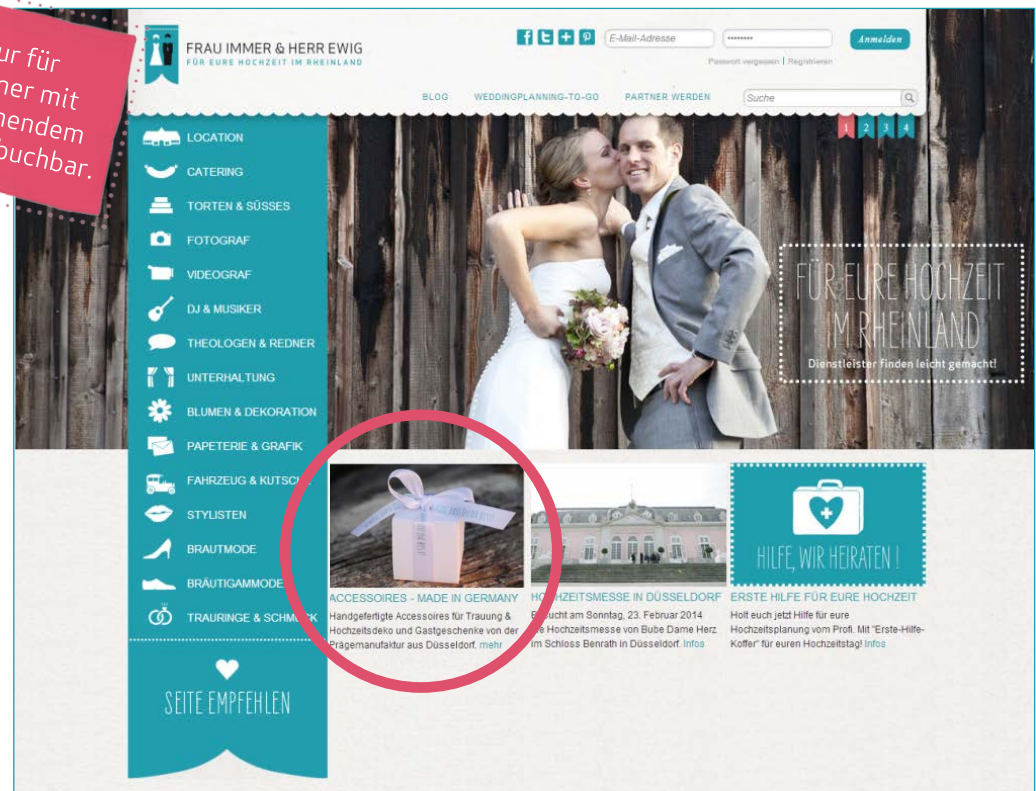 ur für
ner mit
nendem
buchbar.
FRAU IMMER & HERR EWIG
FÜR EURE HOCHZEIT IM RHEINLAND
E-Mail-Adresse
••••••••
Anmelden
Passwort vergessen | Registrieren
BLOG WEDDINGPLANNING-TO-GO PARTNER WERDEN
Suche
1 2 3 4
LOCATION
CATERING
TORTEN & SÜSSES
FOTOGRAF
VIDEOGRAF
DJ & MUSIKER
THEOLOGEN & REDNER
UNTERHALTUNG
BLUMEN & DEKORATION
PAPETERIE & GRAFIK
FAHRZEUG & KUTSCHE
STYLISTEN
BRAUTMODE
BRÄUTIGAMMODE
TRAURINGE & SCHMUCK
SEITE EMPFEHLEN
FÜR EURE HOCHZEIT
IM RHEINLAND
Dienstleister finden leicht gemacht!
ACCESSOIRES - MADE IN GERMANY
Handgefertigte Accessoires für Trauung &
Hochzeitsdeko und Gastgeschenke von der
Prägemanufaktur aus Düsseldorf. mehr
HOCHZEITSMESSE IN DÜSSELDORF
Besucht am Sonntag, 23. Februar 2014
die Hochzeitsmesse von Bube Dame Herz
im Schloss Benrath in Düsseldorf. Infos
HILFE, WIR HEIRATEN !
ERSTE HILFE FÜR EURE HOCHZEIT
Holt euch jetzt Hilfe für eure
Hochzeitsplanung vom Profi. Mit "Erste-Hilfe-
Koffer" für euren Hochzeitstag! Infos